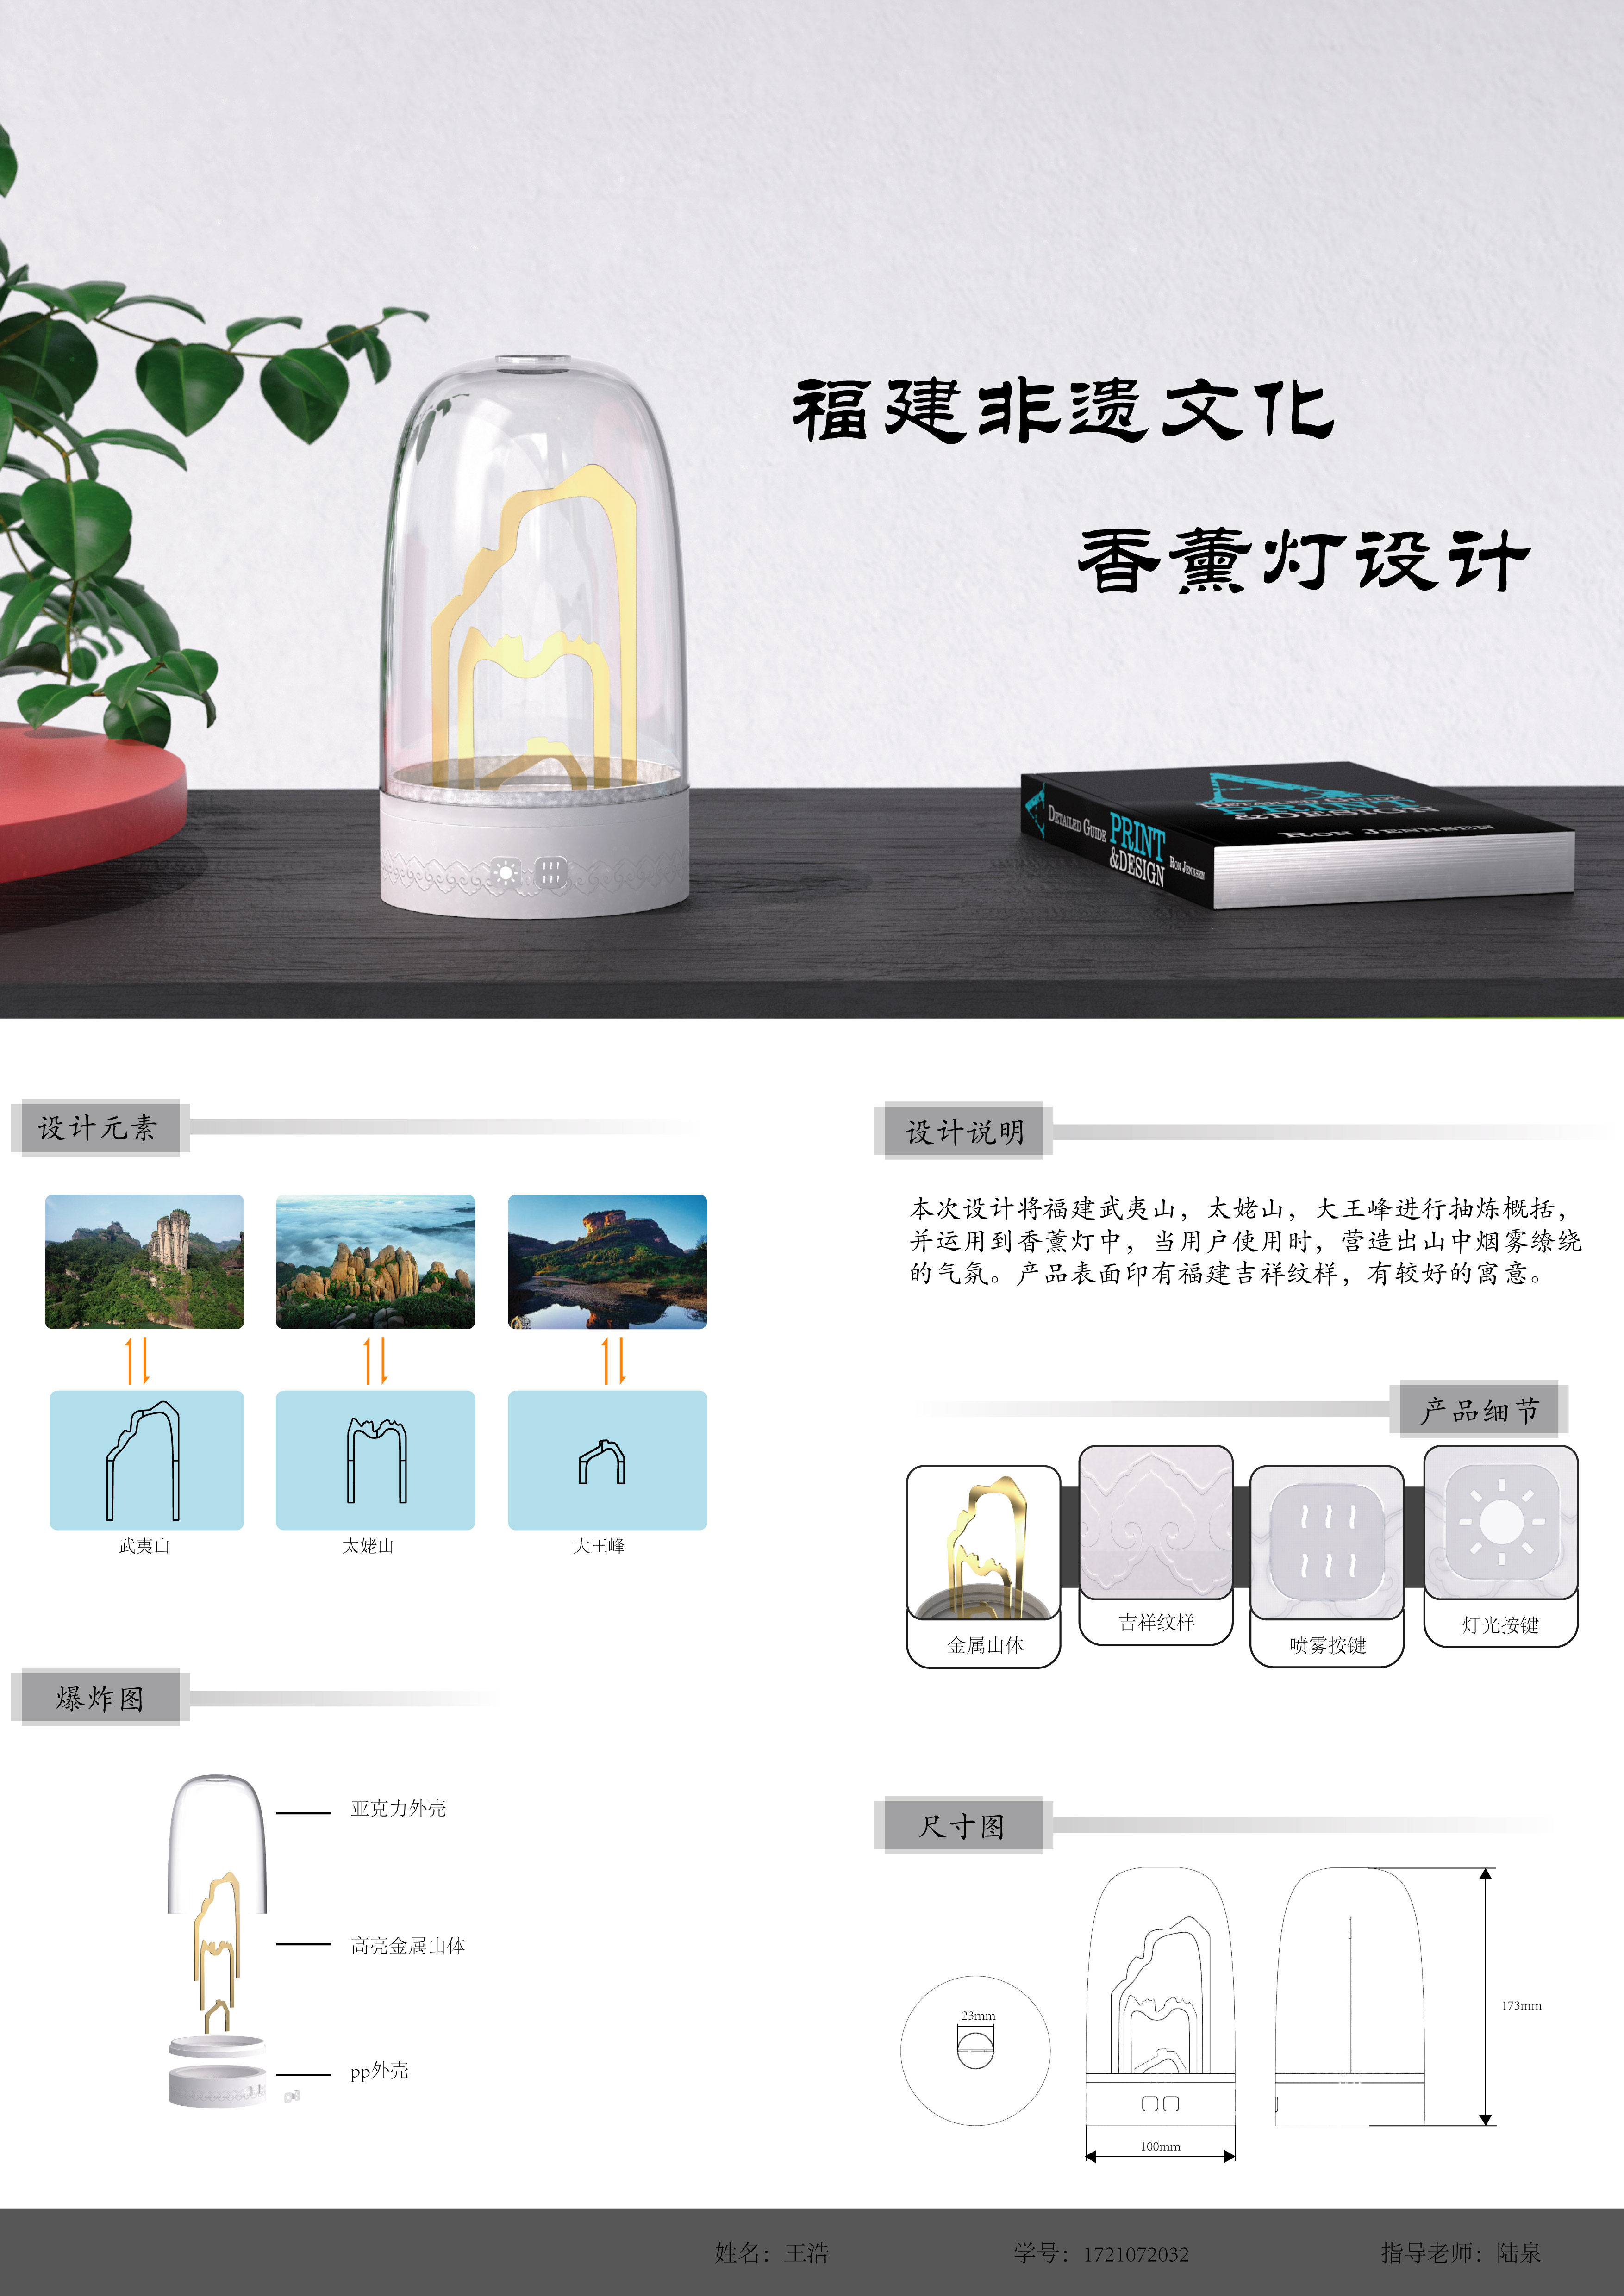 福建非遗文化
香薰灯设计
DETAILED GUIDE
PRINT
&DESIGN
RON JENNSEN
&DESIGN
RON JENNSEN
设计元素
武夷山
太姥山
大王峰
设计说明
本次设计将福建武夷山，太姥山，大王峰进行抽炼概括，
并运用到香薰灯中，当用户使用时，营造出山中烟雾缭绕
的气氛。产品表面印有福建吉祥纹样，有较好的寓意。
产品细节
金属山体
吉祥纹样
喷雾按键
灯光按键
爆炸图
亚克力外壳
高亮金属山体
pp外壳
尺寸图
23mm
173mm
100mm
姓名：王浩
学号：1721072032
指导老师：陆泉